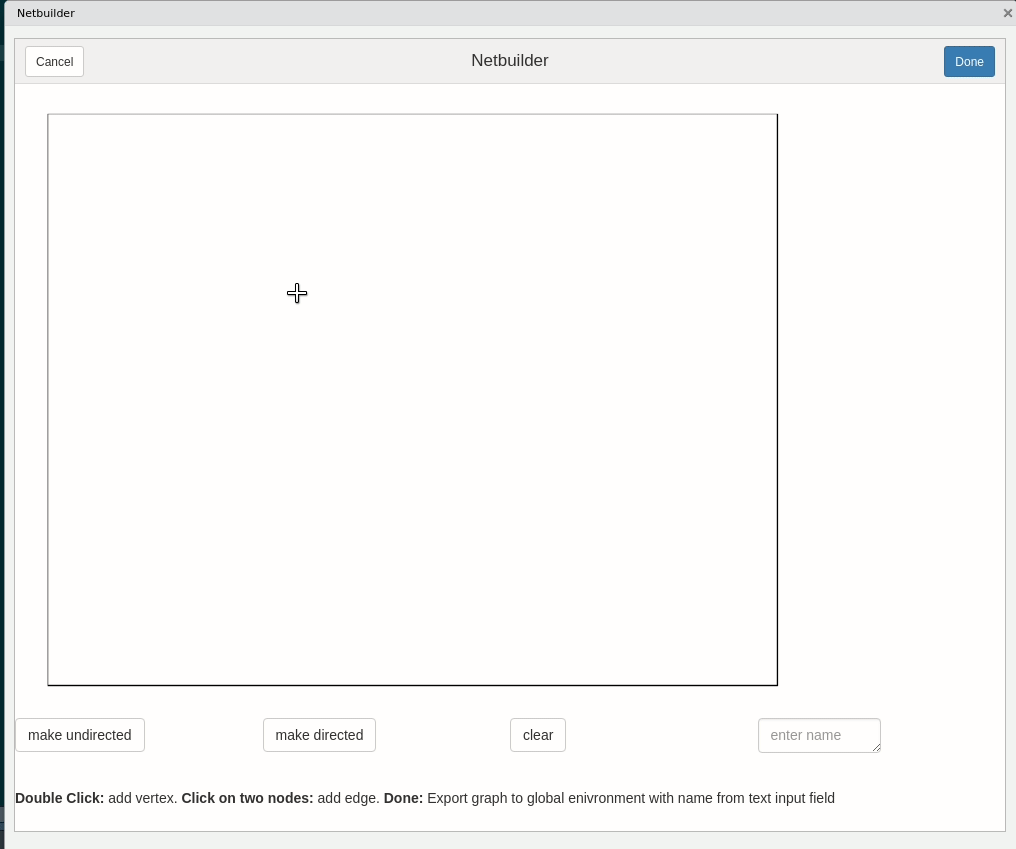 Netbuilder
Cancel Netbuilder Done
make undirected make directed clear enter name
Double Click: add vertex. Click on two nodes: add edge. Done: Export graph to global enivronment with name from text input field